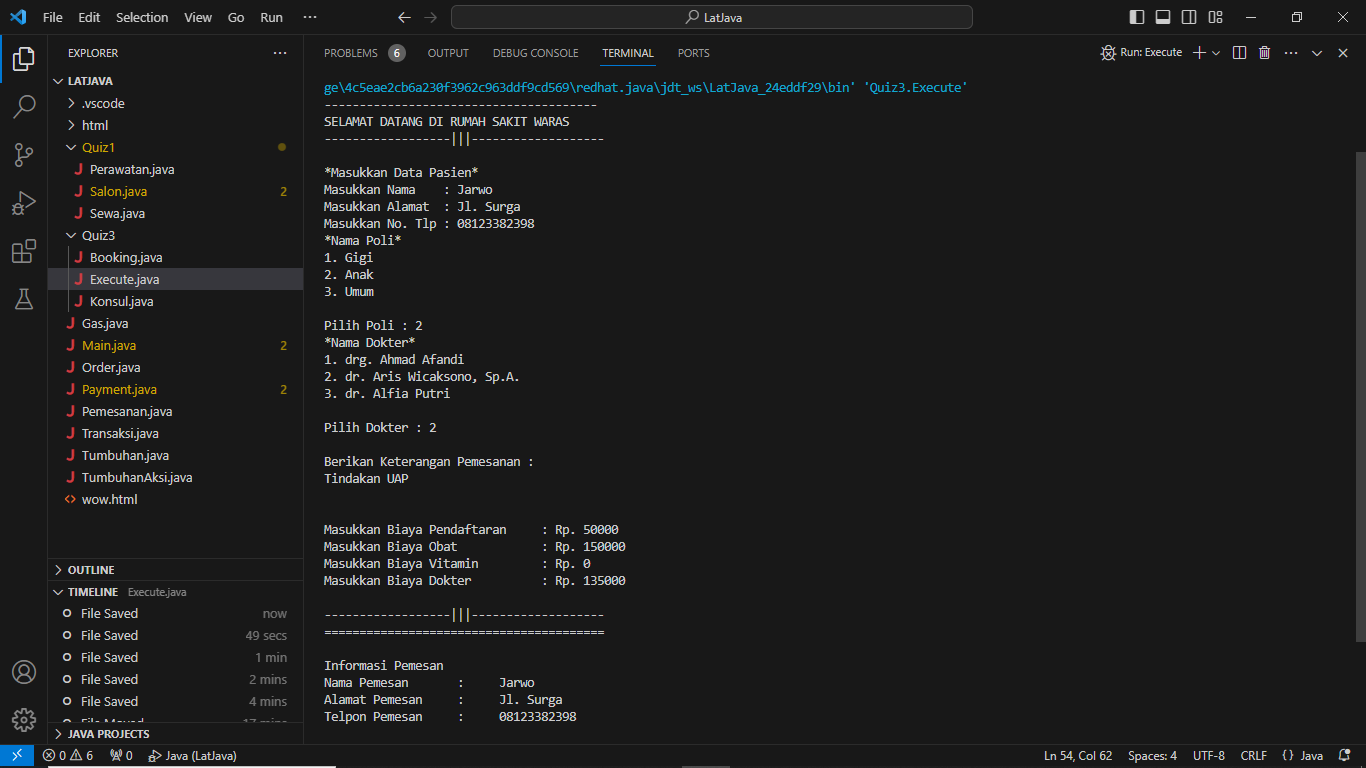 File Edit Selection View Go Run ··· LatJava
EXPLORER ···
LATJAVA
.vscode
html
Quiz1
J Perawatan.java
J Salon.java 2
J Sewa.java
Quiz3
J Booking.java
J Execute.java
J Konsul.java
J Gas.java
J Main.java 2
J Order.java
J Payment.java 2
J Pemesanan.java
J Transaksi.java
J Tumbuhan.java
J TumbuhanAksi.java
<> wow.html
OUTLINE
TIMELINE Execute.java
File Saved now
File Saved 49 secs
File Saved 1 min
File Saved 2 mins
File Saved 4 mins
File Moved 17 mins
JAVA PROJECTS
PROBLEMS 6 OUTPUT DEBUG CONSOLE TERMINAL PORTS Run: Execute ···
ge\4c5eae2cb6a230f3962c963ddf9cd569\redhat.java\jdt_ws\LatJava_24eddf29\bin' 'Quiz3.Execute'
---------------------------------------
SELAMAT DATANG DI RUMAH SAKIT WARAS
------------------|||-------------------
*Masukkan Data Pasien*
Masukkan Nama : Jarwo
Masukkan Alamat : Jl. Surga
Masukkan No. Tlp : 08123382398
*Nama Poli*
1. Gigi
2. Anak
3. Umum
Pilih Poli : 2
*Nama Dokter*
1. drg. Ahmad Afandi
2. dr. Aris Wicaksono, Sp.A.
3. dr. Alfia Putri
Pilih Dokter : 2
Berikan Keterangan Pemesanan :
Tindakan UAP
Masukkan Biaya Pendaftaran : Rp. 50000
Masukkan Biaya Obat : Rp. 150000
Masukkan Biaya Vitamin : Rp. 0
Masukkan Biaya Dokter : Rp. 135000
------------------|||-------------------
========================================
Informasi Pemesan
Nama Pemesan : Jarwo
Alamat Pemesan : Jl. Surga
Telpon Pemesan : 08123382398
0 6 0 Java (LatJava) Ln 54, Col 62 Spaces: 4 UTF-8 CRLF {} Java